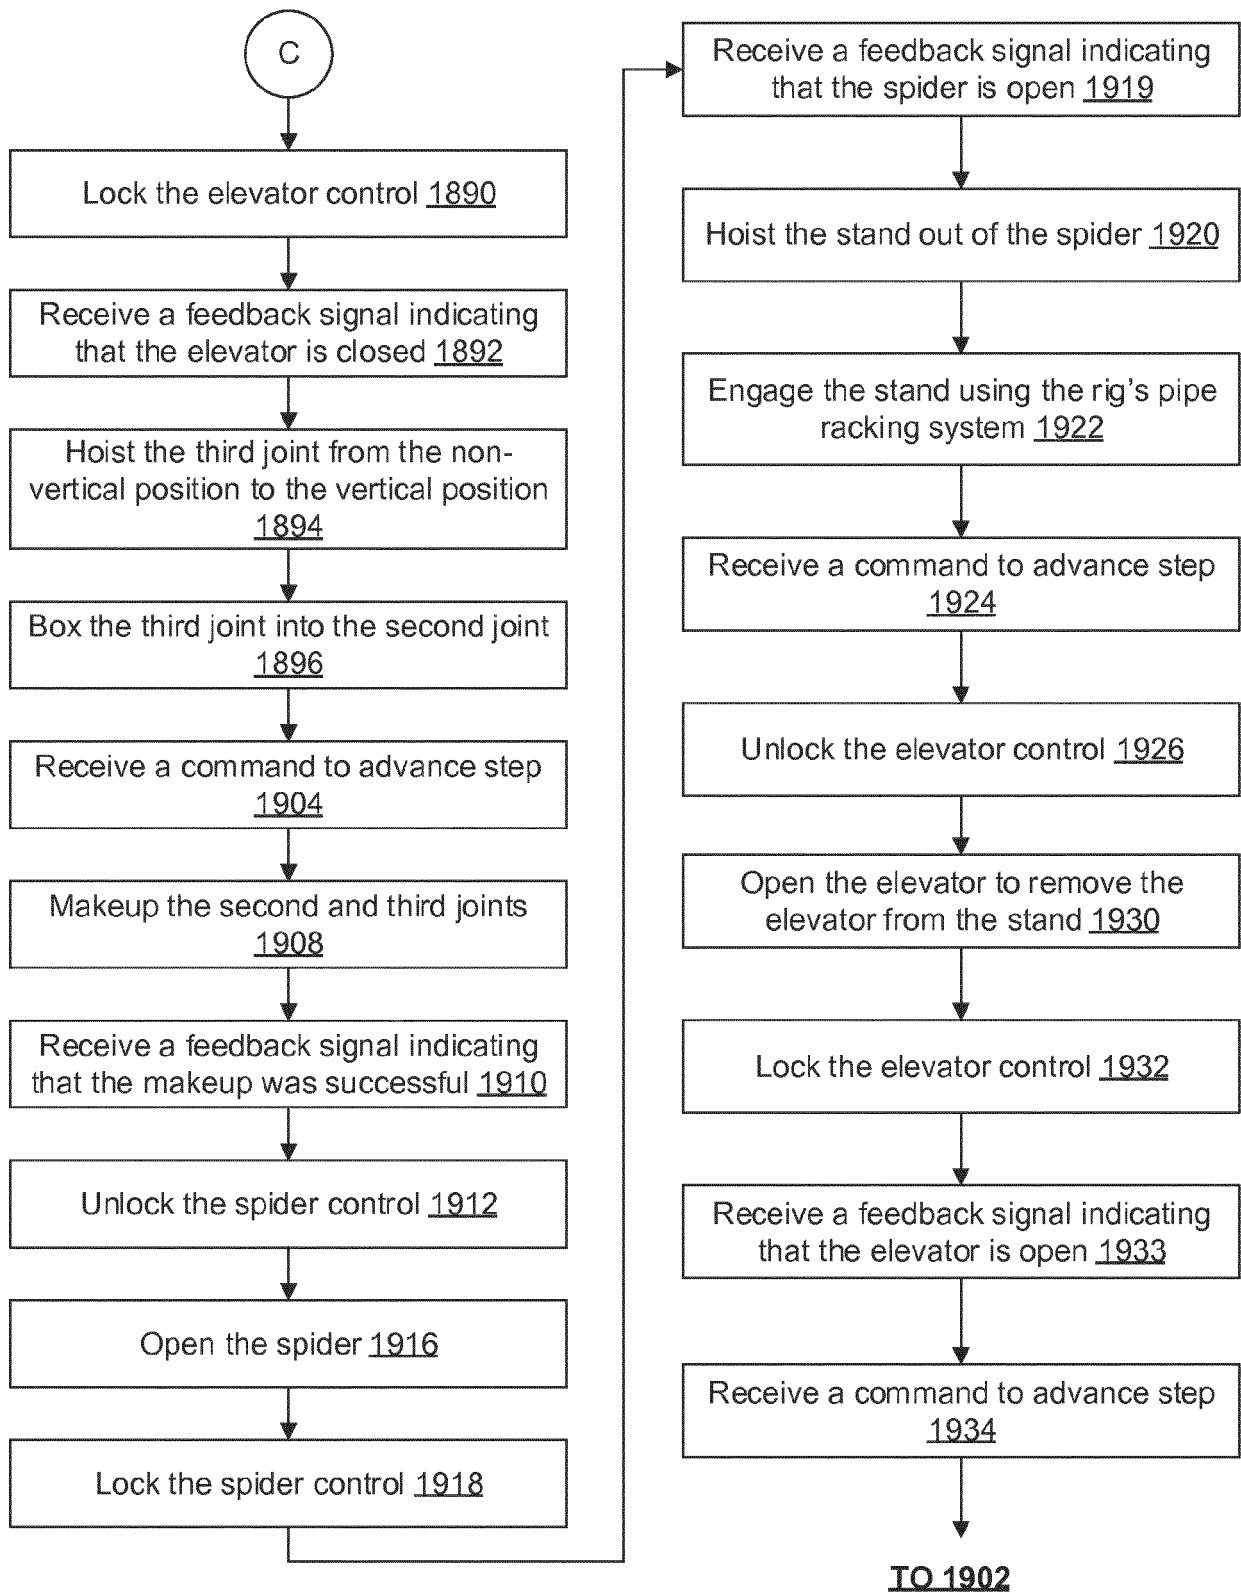 C
Lock the elevator control 1890
Receive a feedback signal indicating
that the elevator is closed 1892
Hoist the third joint from the non-
vertical position to the vertical position
1894
Box the third joint into the second joint
1896
Receive a command to advance step
1904
Makeup the second and third joints
1908
Receive a feedback signal indicating
that the makeup was successful 1910
Unlock the spider control 1912
Open the spider 1916
Lock the spider control 1918
Receive a feedback signal indicating
that the spider is open 1919
Hoist the stand out of the spider 1920
Engage the stand using the rig's pipe
racking system 1922
Receive a command to advance step
1924
Unlock the elevator control 1926
Open the elevator to remove the
elevator from the stand 1930
Lock the elevator control 1932
Receive a feedback signal indicating
that the elevator is open 1933
Receive a command to advance step
1934
TO 1902